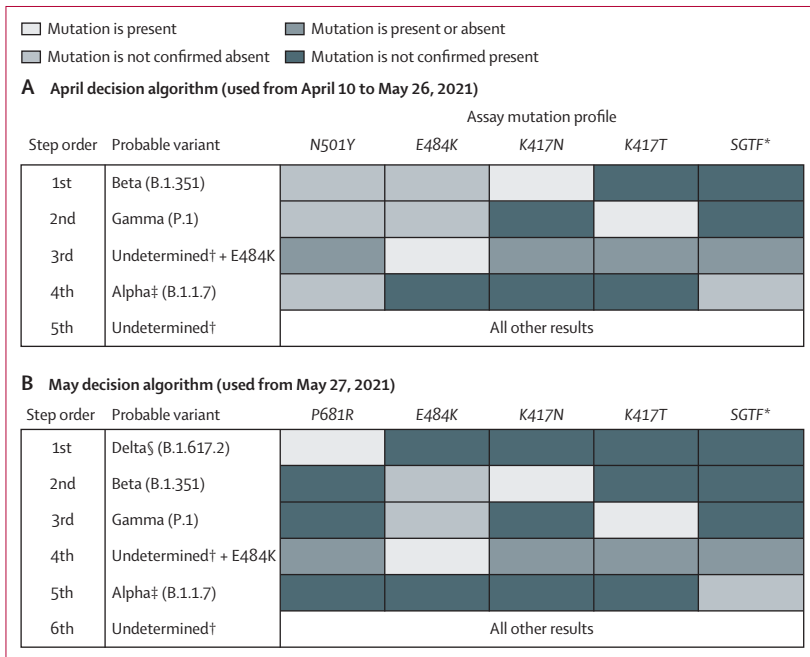 Mutation is present Mutation is present or absent
Mutation is not confirmed absent Mutation is not confirmed present
A April decision algorithm (used from April 10 to May 26, 2021)
Assay mutation profile
Step order Probable variant N501Y E484K K417N K417T SGTF*
1st Beta (B.1.351)
2nd Gamma (P.1)
3rd Undetermined† + E484K
4th Alpha‡ (B.1.1.7)
5th Undetermined† All other results
B May decision algorithm (used from May 27, 2021)
Step order Probable variant P681R E484K K417N K417T SGTF*
1st Delta§ (B.1.617.2)
2nd Beta (B.1.351)
3rd Gamma (P.1)
4th Undetermined† + E484K
5th Alpha‡ (B.1.1.7)
6th Undetermined† All other results